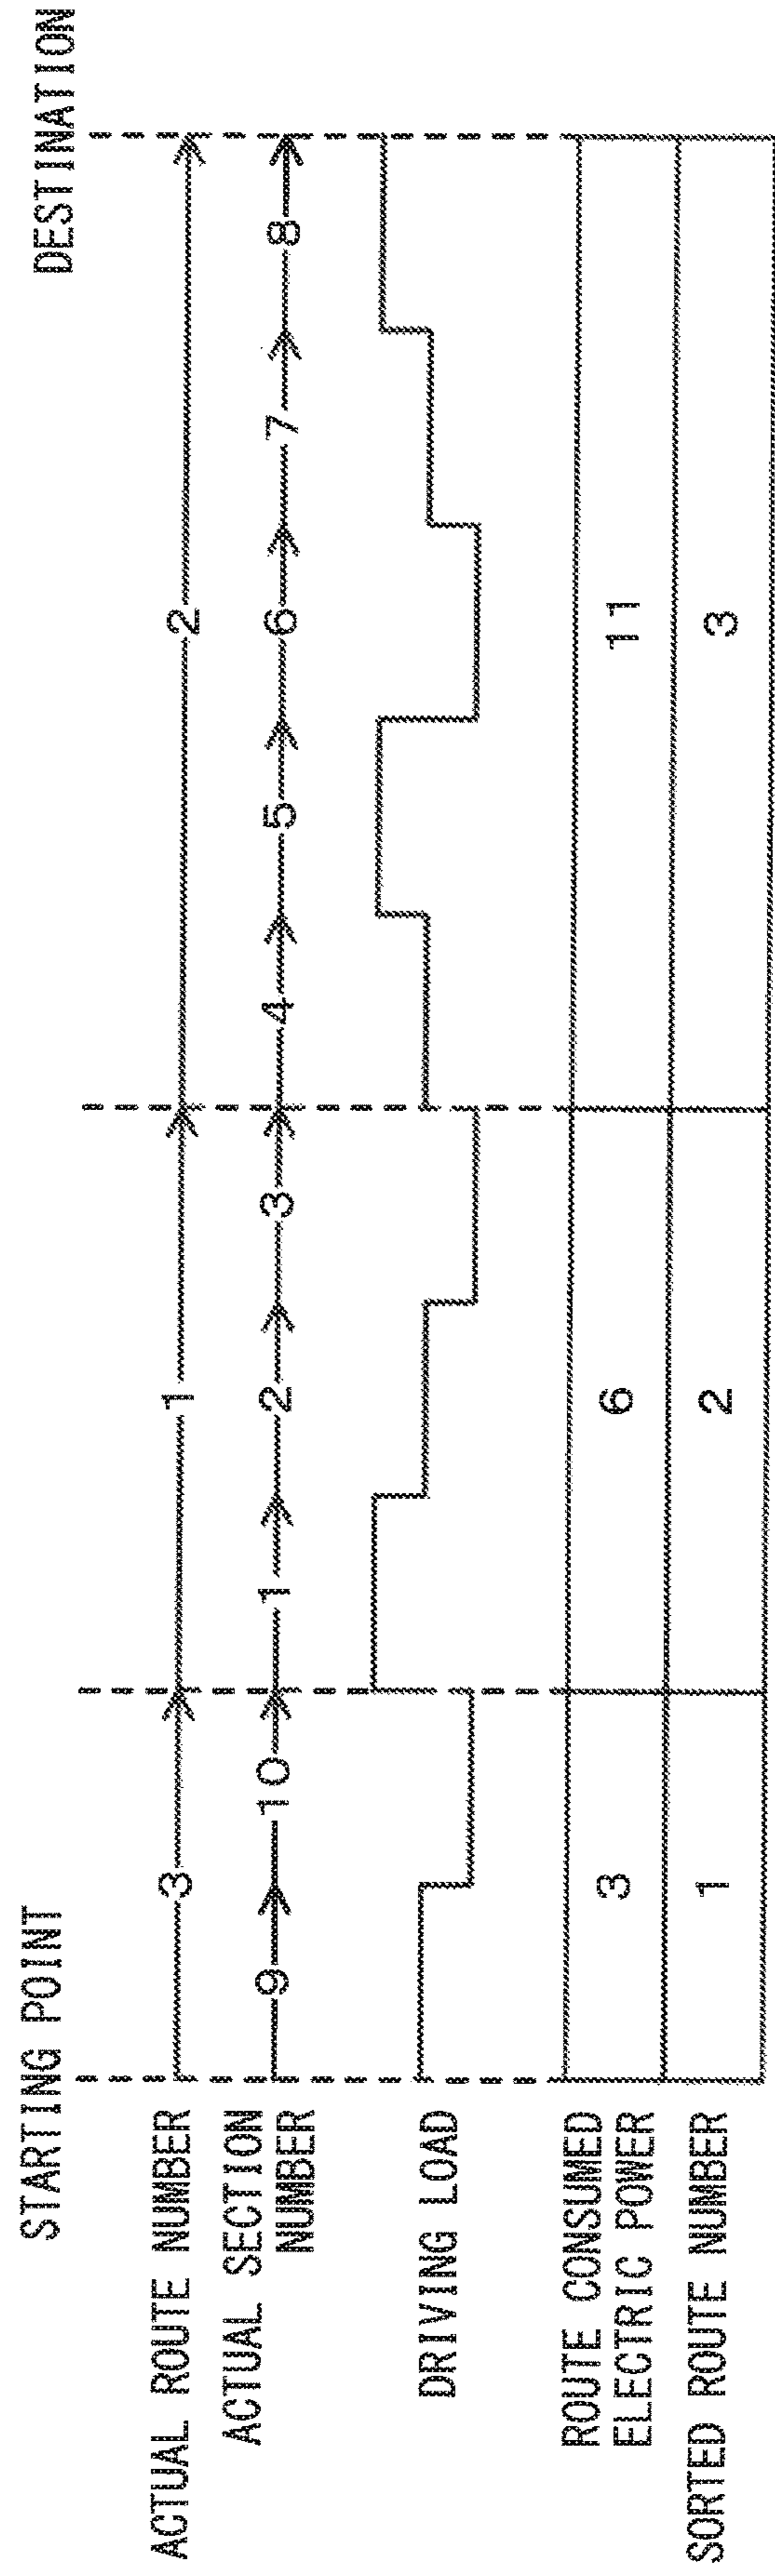 STARTING POINT
DESTINATION
ACTUAL ROUTE NUMBER
3 1 2
ACTUAL SECTION
NUMBER
9 10 1 2 3 4 5 6 7 8
DRIVING LOAD
ROUTE CONSUMED
ELECTRIC POWER
3 6 11
SORTED ROUTE NUMBER
1 2 3